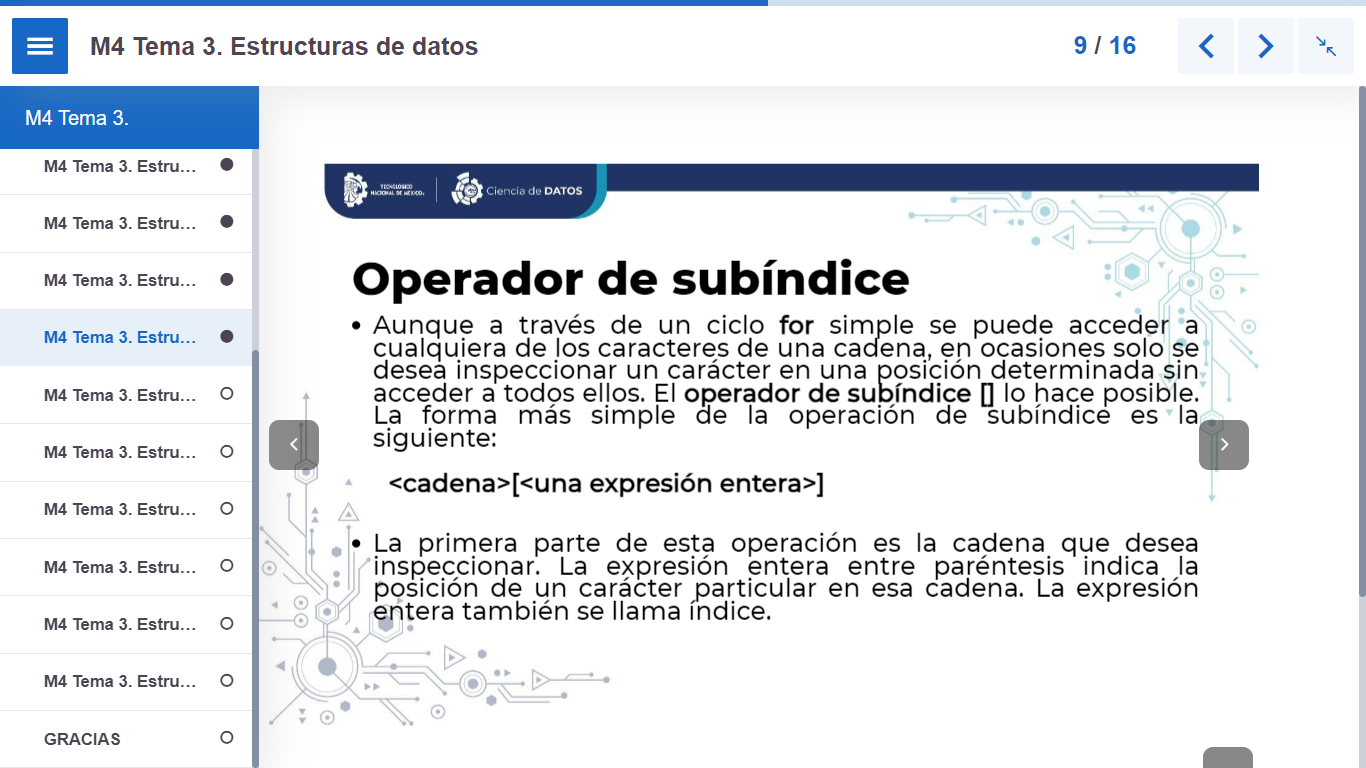 M4 Tema 3. Estructuras de datos
9 / 16
M4 Tema 3.
M4 Tema 3. Estru...
M4 Tema 3. Estru...
M4 Tema 3. Estru...
M4 Tema 3. Estru...
M4 Tema 3. Estru...
M4 Tema 3. Estru...
M4 Tema 3. Estru...
M4 Tema 3. Estru...
M4 Tema 3. Estru...
M4 Tema 3. Estru...
GRACIAS
TECNOLÓGICO
NACIONAL DE MÉXICO
Ciencia de DATOS
Operador de subíndice
• Aunque a través de un ciclo for simple se puede acceder a
cualquiera de los caracteres de una cadena, en ocasiones solo se
desea inspeccionar un carácter en una posición determinada sin
acceder a todos ellos. El operador de subíndice [] lo hace posible.
La forma más simple de la operación de subíndice es la
siguiente:
<cadena>[<una expresión entera>]
• La primera parte de esta operación es la cadena que desea
inspeccionar. La expresión entera entre paréntesis indica la
posición de un carácter particular en esa cadena. La expresión
entera también se llama índice.